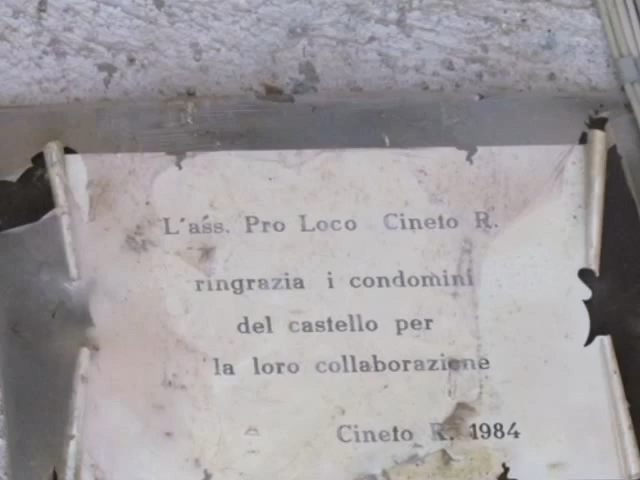 L'ass. Pro Loco Cineto R.
ringrazia i condomini
del castello per
la loro collaborazione
Cineto R. 1984